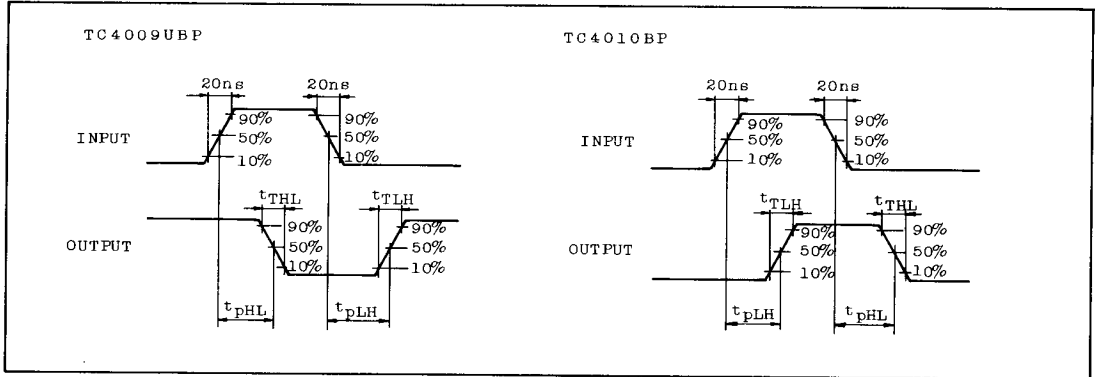 TC4009UBP
20ns 20ns
INPUT
90% 90%
50% 50%
10% 10%
tTHL tTLH
OUTPUT
90% 90%
50% 50%
10% 10%
tpHL tpLH
TC4010BP
20ns 20ns
INPUT
90% 90%
50% 50%
10% 10%
tTLH tTHL
OUTPUT
90% 90%
50% 50%
10% 10%
tpLH tpHL